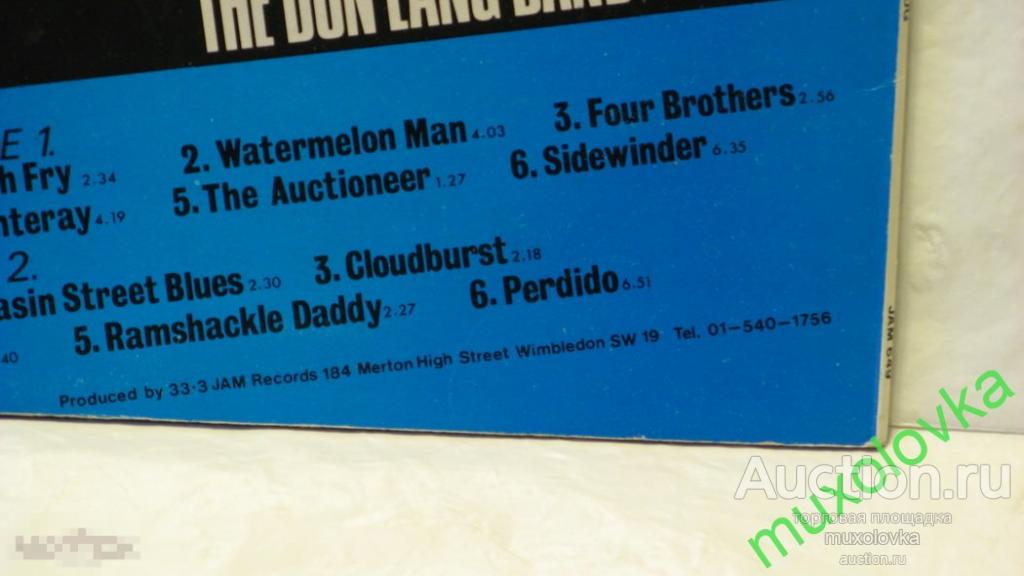 THE DON LANG BAND
E 1.
h Fry 2.34 2. Watermelon Man 4.03 3. Four Brothers 2.56
nteray 4.19 5. The Auctioneer 1.27 6. Sidewinder 6.35
2.
asin Street Blues 2.30 3. Cloudburst 2.18
40 5. Ramshackle Daddy 2.27 6. Perdido 6.51
Produced by 33·3 JAM Records 184 Merton High Street Wimbledon SW 19 Tel. 01-540-1756
JAM 649
muxolovka
Auction.ru
торговая площадка
muxolovka
auction.ru